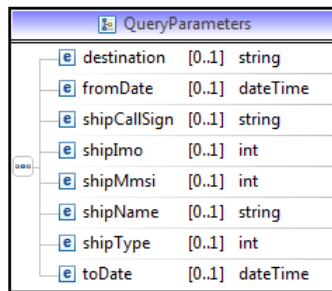 QueryParameters
e destination [0..1] string
e fromDate [0..1] dateTime
e shipCallSign [0..1] string
e shipImo [0..1] int
e shipMmsi [0..1] int
e shipName [0..1] string
e shipType [0..1] int
e toDate [0..1] dateTime